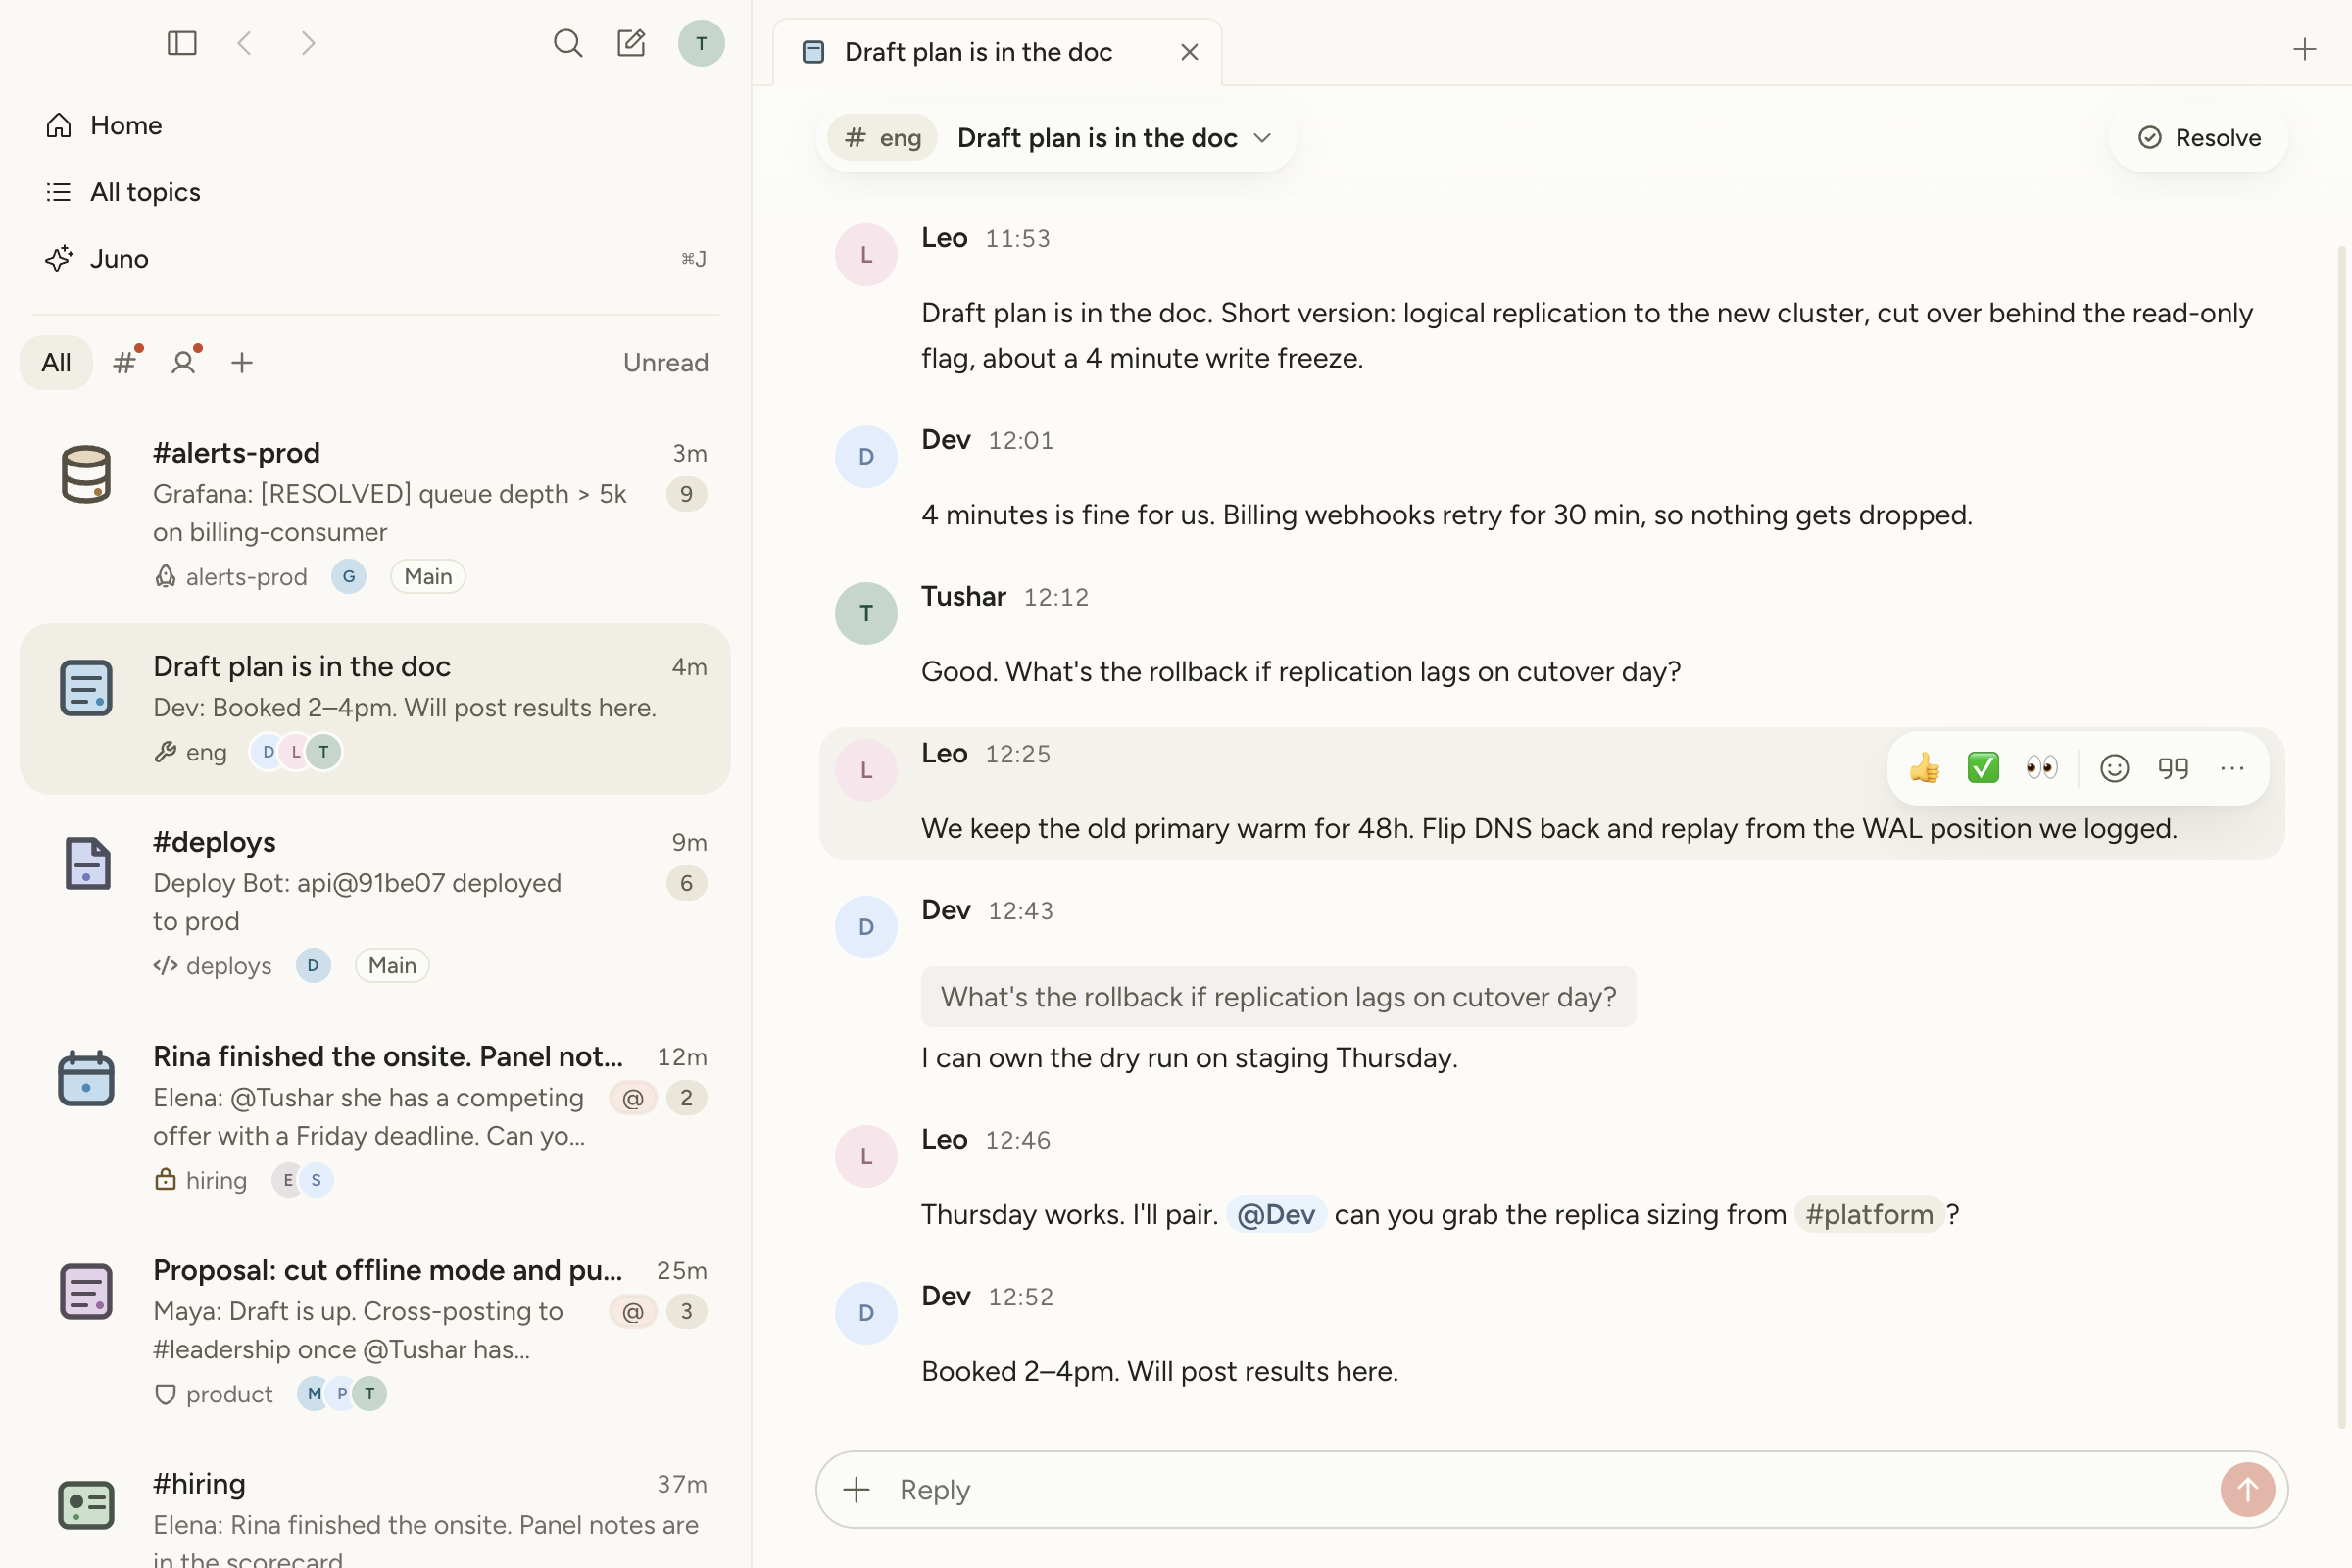 T
Home
All topics
Juno ⌘J
All # Unread
#alerts-prod 3m
Grafana: [RESOLVED] queue depth > 5k 9
on billing-consumer
alerts-prod G Main
Draft plan is in the doc 4m
Dev: Booked 2–4pm. Will post results here.
eng D L T
#deploys 9m
Deploy Bot: api@91be07 deployed 6
to prod
deploys D Main
Rina finished the onsite. Panel not... 12m
Elena: @Tushar she has a competing @ 2
offer with a Friday deadline. Can yo...
hiring E S
Proposal: cut offline mode and pu... 25m
Maya: Draft is up. Cross-posting to @ 3
#leadership once @Tushar has...
product M P T
#hiring 37m
Elena: Rina finished the onsite. Panel notes are
in the scorecard
Draft plan is in the doc
# eng Draft plan is in the doc
Resolve
L Leo 11:53
Draft plan is in the doc. Short version: logical replication to the new cluster, cut over behind the read-only
flag, about a 4 minute write freeze.
D Dev 12:01
4 minutes is fine for us. Billing webhooks retry for 30 min, so nothing gets dropped.
T Tushar 12:12
Good. What's the rollback if replication lags on cutover day?
L Leo 12:25
We keep the old primary warm for 48h. Flip DNS back and replay from the WAL position we logged.
D Dev 12:43
What's the rollback if replication lags on cutover day?
I can own the dry run on staging Thursday.
L Leo 12:46
Thursday works. I'll pair. @Dev can you grab the replica sizing from #platform?
D Dev 12:52
Booked 2–4pm. Will post results here.
Reply